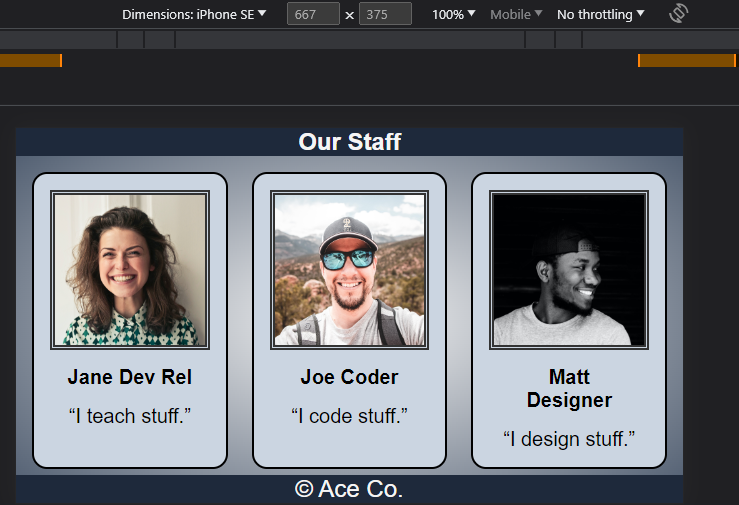 Dimensions: iPhone SE
667 x 375
100%
Mobile
No throttling
Our Staff
Jane Dev Rel
“I teach stuff.”
Joe Coder
“I code stuff.”
Matt
Designer
“I design stuff.”
© Ace Co.